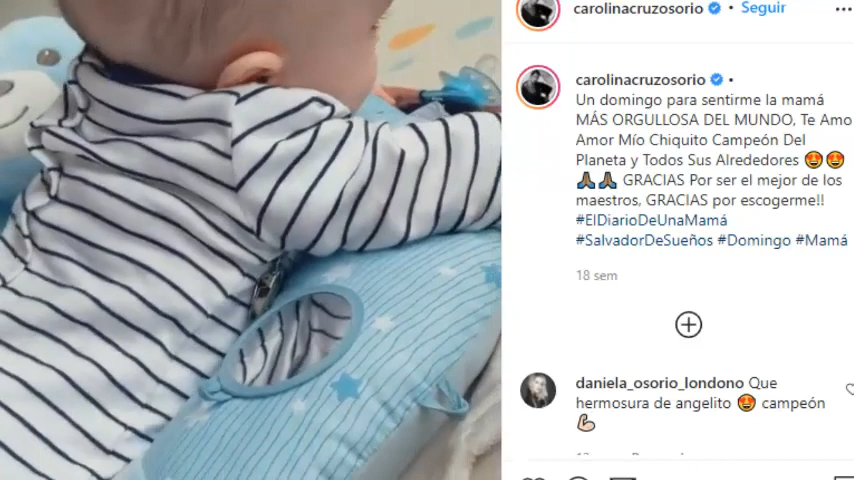 carolinacruzosorio • Seguir
carolinacruzosorio •
Un domingo para sentirme la mamá
MÁS ORGULLOSA DEL MUNDO, Te Amo
Amor Mío Chiquito Campeón Del
Planeta y Todos Sus Alrededores 🤩🤩
🙏🏽🙏🏽 GRACIAS Por ser el mejor de los
maestros, GRACIAS por escogerme!!
#ElDiarioDeUnaMamá
#SalvadorDeSueños #Domingo #Mamá
18 sem
daniela_osorio_londono Que
hermosura de angelito 🤩 campeón
💪🏻